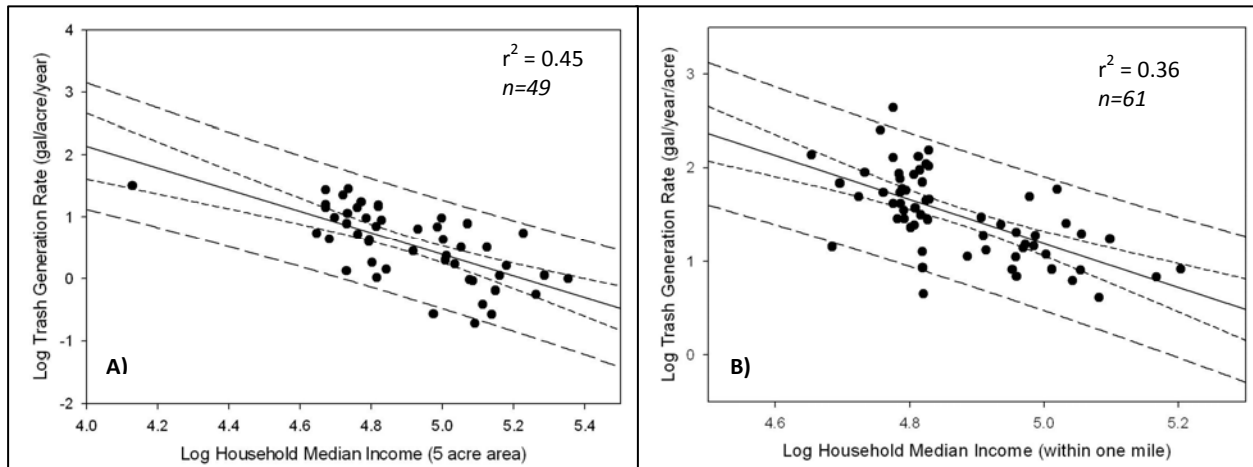 r² = 0.45
n=49
Log Trash Generation Rate (gal/acre/year)
4
3
2
1
0
-1
-2
A)
4.0 4.2 4.4 4.6 4.8 5.0 5.2 5.4
Log Household Median Income (5 acre area)
r² = 0.36
n=61
Log Trash Generation Rate (gal/year/acre)
3
2
1
0
B)
4.6 4.8 5.0 5.2
Log Household Median Income (within one mile)